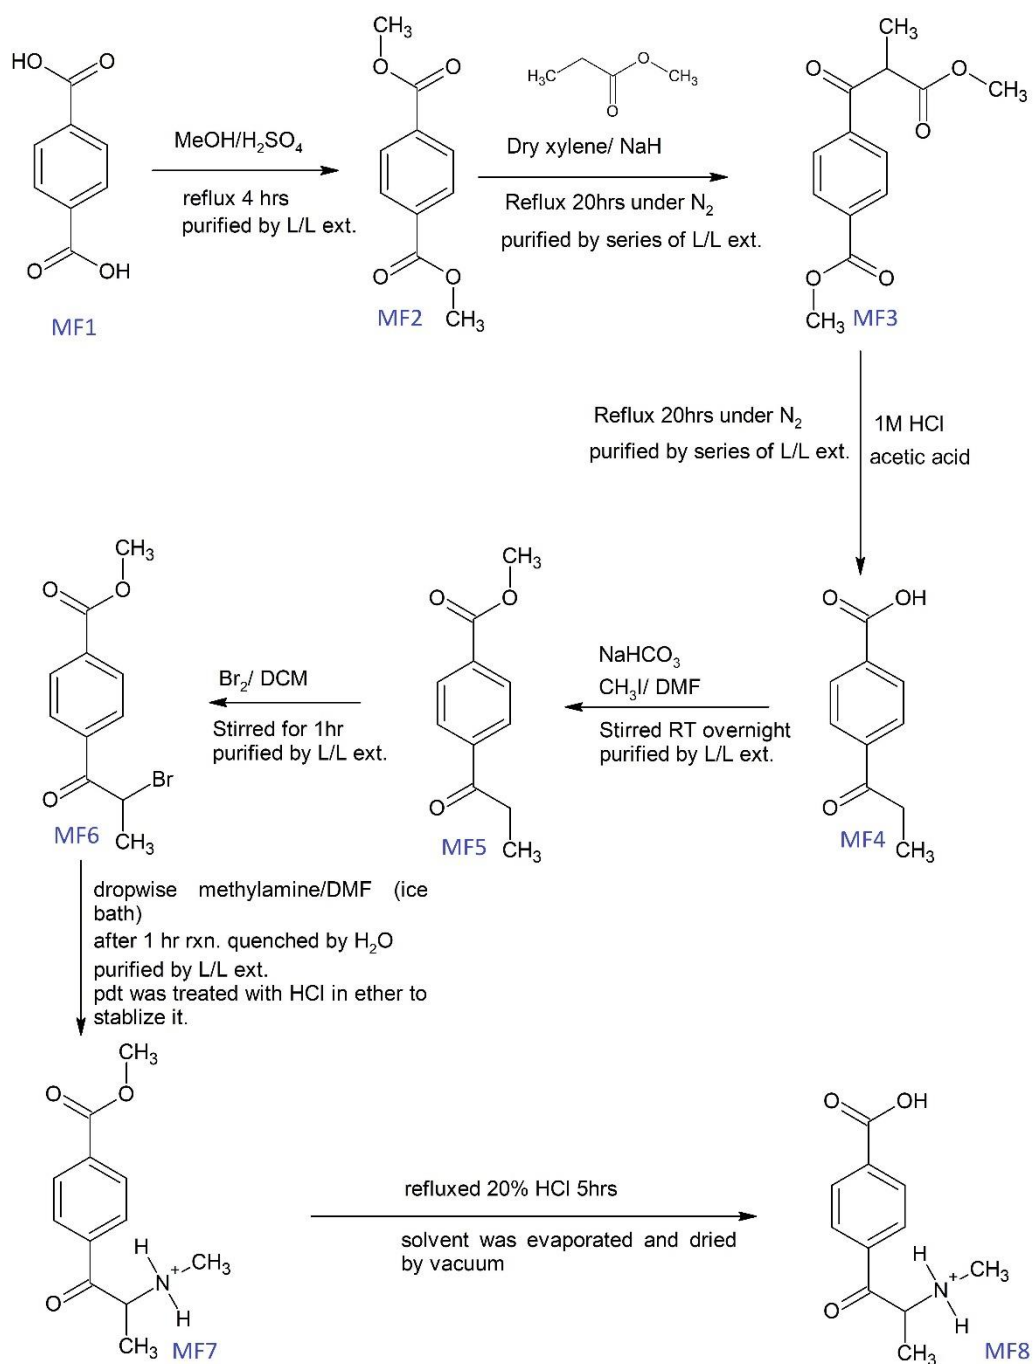 CH3
O
HO
O
O
OH
MF1
MeOH/H2SO4
reflux 4 hrs
purified by L/L ext.
O
O
O
CH3
MF2
H3C
O
CH3
O
Dry xylene/ NaH
Reflux 20hrs under N2
purified by series of L/L ext.
CH3
O
O
CH3
O
O
O
CH3
MF3
Reflux 20hrs under N2
purified by series of L/L ext.
1M HCl
acetic acid
O
OH
O
CH3
MF4
NaHCO3
CH3I/ DMF
Stirred RT overnight
purified by L/L ext.
CH3
O
O
O
CH3
MF5
Br2/ DCM
Stirred for 1hr
purified by L/L ext.
CH3
O
O
Br
O
CH3
MF6
dropwise methylamine/DMF (ice
bath)
after 1 hr rxn. quenched by H2O
purified by L/L ext.
pdt was treated with HCl in ether to
stablize it.
CH3
O
O
H
N+
CH3
O
H
CH3
MF7
refluxed 20% HCl 5hrs
solvent was evaporated and dried
by vacuum
O
OH
H
N+
CH3
O
H
CH3
MF8